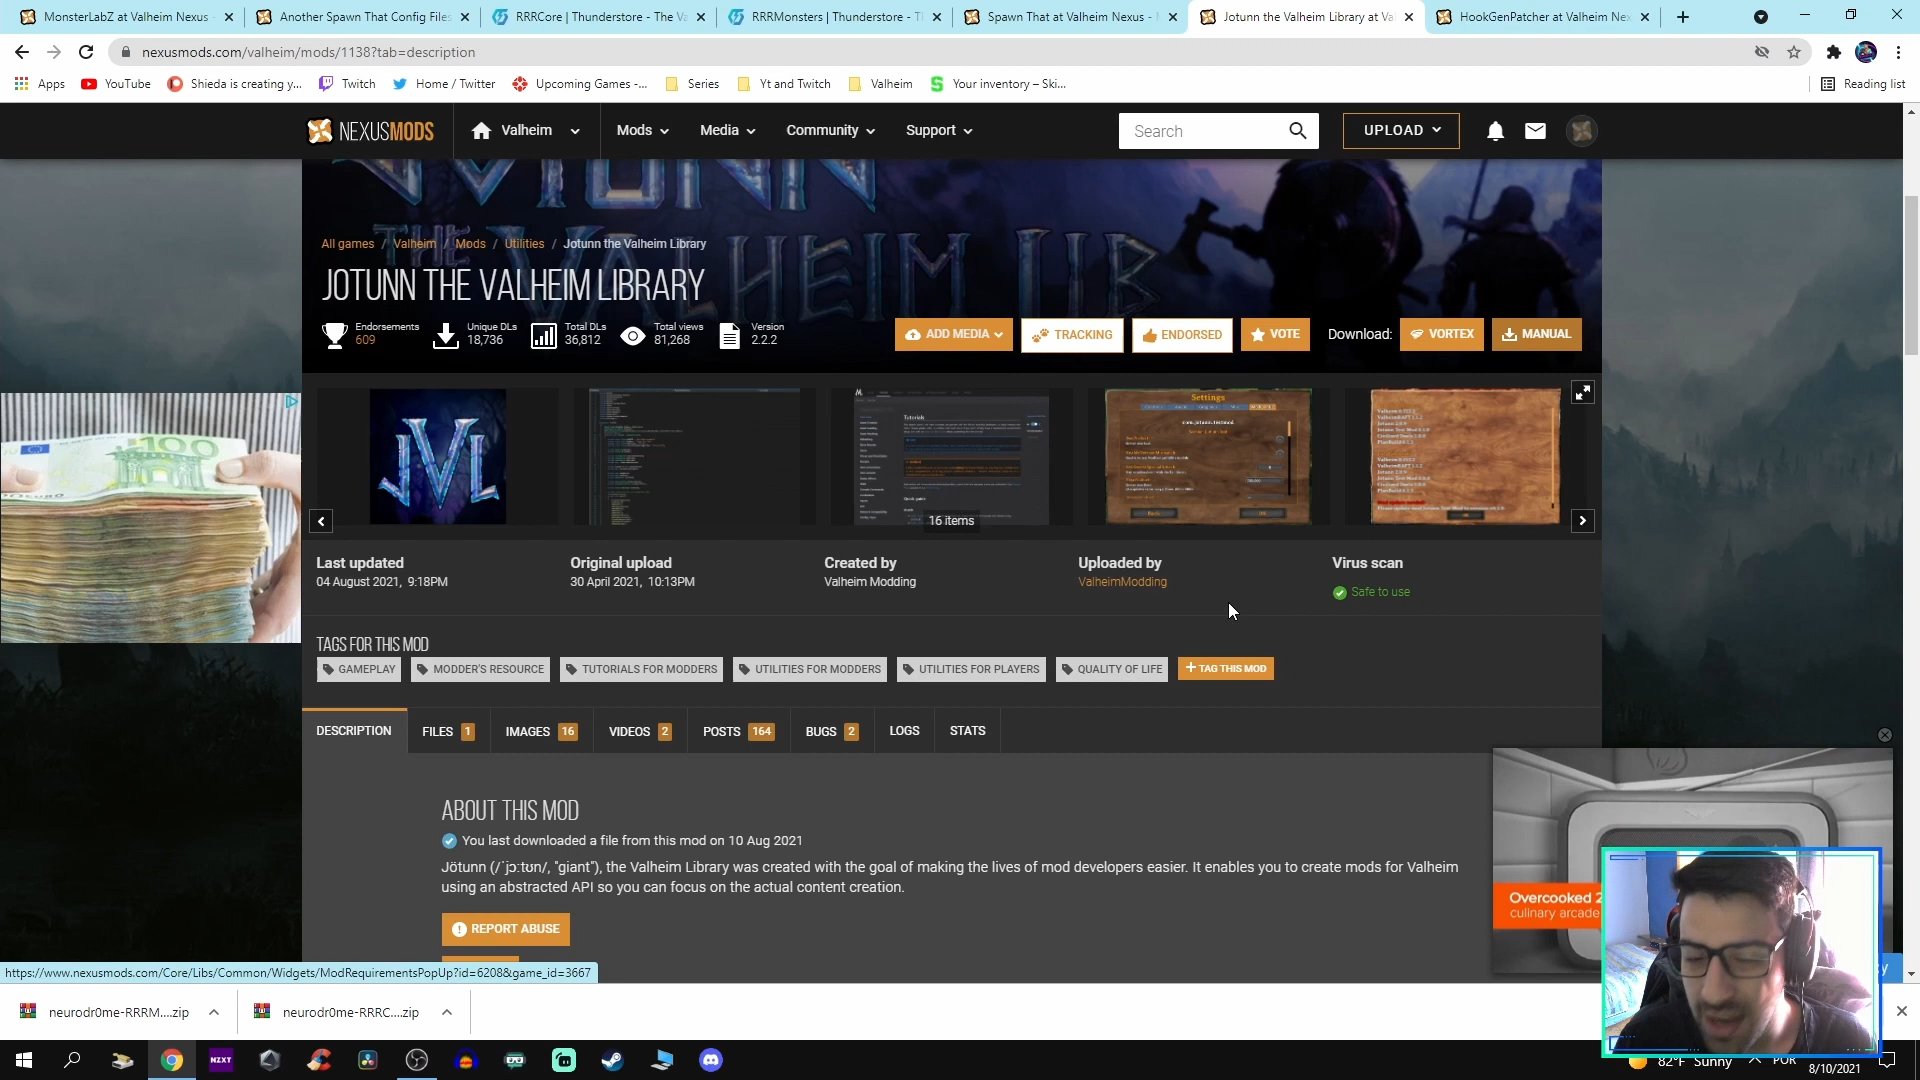 MonsterLabZ at Valheim Nexus -
Another Spawn That Config Files
RRRCore | Thunderstore - The Va
RRRMonsters | Thunderstore - T
Spawn That at Valheim Nexus -
Jotunn the Valheim Library at Val
HookGenPatcher at Valheim Nex
nexusmods.com/valheim/mods/1138?tab=description
Apps
YouTube
Shieda is creating y...
Twitch
Home / Twitter
Upcoming Games -...
Series
Yt and Twitch
Valheim
Your inventory – Ski...
Reading list
NEXUSMODS
Valheim
Mods
Media
Community
Support
Search
UPLOAD
All games / Valheim / Mods / Utilities / Jotunn the Valheim Library
JOTUNN THE VALHEIM LIBRARY
Endorsements
609
Unique DLs
18,736
Total DLs
36,812
Total views
81,268
Version
2.2.2
ADD MEDIA
TRACKING
ENDORSED
VOTE
Download:
VORTEX
MANUAL
Tutorials
Settings
16 items
Last updated
04 August 2021, 9:18PM
Original upload
30 April 2021, 10:13PM
Created by
Valheim Modding
Uploaded by
ValheimModding
Virus scan
Safe to use
TAGS FOR THIS MOD
GAMEPLAY
MODDER'S RESOURCE
TUTORIALS FOR MODDERS
UTILITIES FOR MODDERS
UTILITIES FOR PLAYERS
QUALITY OF LIFE
+ TAG THIS MOD
DESCRIPTION
FILES 1
IMAGES 16
VIDEOS 2
POSTS 164
BUGS 2
LOGS
STATS
ABOUT THIS MOD
You last downloaded a file from this mod on 10 Aug 2021
Jötunn (/ˈjɔːtʊn/, "giant"), the Valheim Library was created with the goal of making the lives of mod developers easier. It enables you to create mods for Valheim
using an abstracted API so you can focus on the actual content creation.
REPORT ABUSE
Overcooked 2
culinary arcade
https://www.nexusmods.com/Core/Libs/Common/Widgets/ModRequirementsPopUp?id=6208&game_id=3667
neurodr0me-RRRM....zip
neurodr0me-RRRC....zip
NZXT
82°F Sunny
POR
8/10/2021